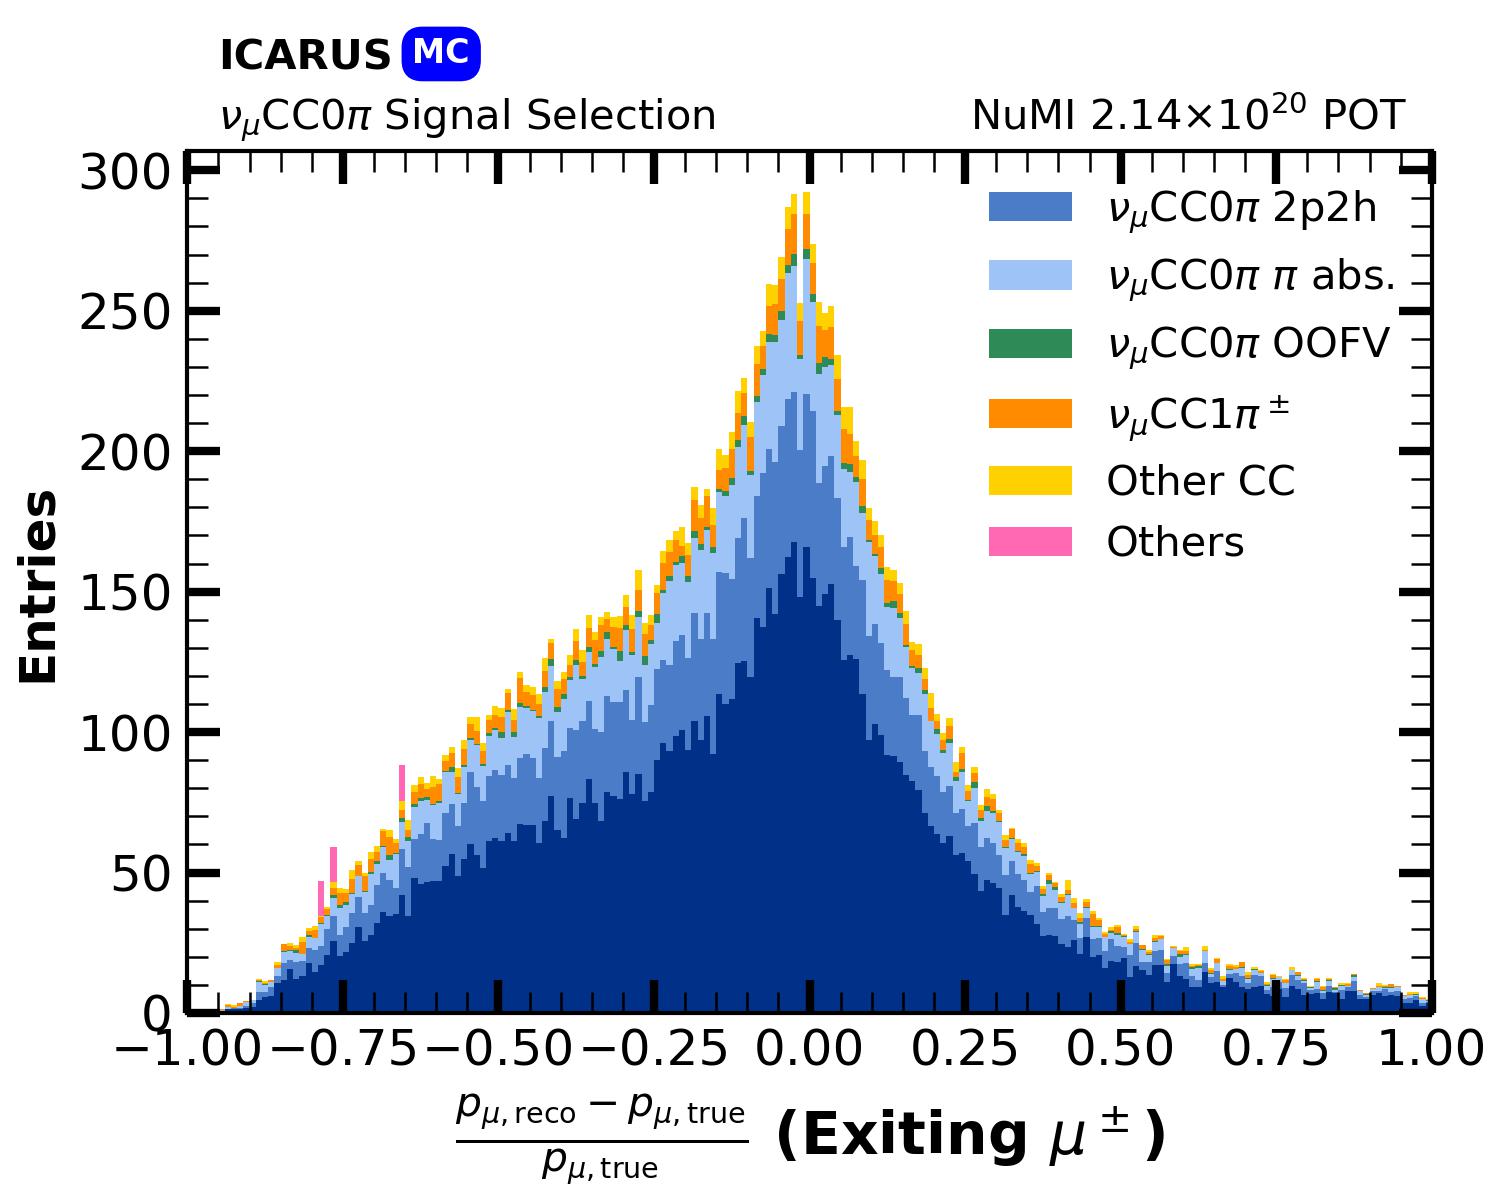 ICARUS MC
νμCC0π Signal Selection NuMI 2.14×10²⁰ POT
300
250
200
150
100
50
0
Entries
νμCC0π 2p2h
νμCC0π π abs.
νμCC0π OOFV
νμCC1π±
Other CC
Others
−1.00 −0.75 −0.50 −0.25 0.00 0.25 0.50 0.75 1.00
pμ, reco − pμ, true
pμ, true
(Exiting μ±)